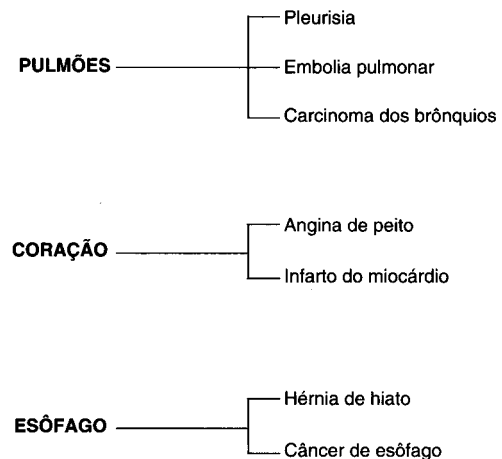 PULMÕES
Pleurisia
Embolia pulmonar
Carcinoma dos brônquios
CORAÇÃO
Angina de peito
Infarto do miocárdio
ESÔFAGO
Hérnia de hiato
Câncer de esôfago